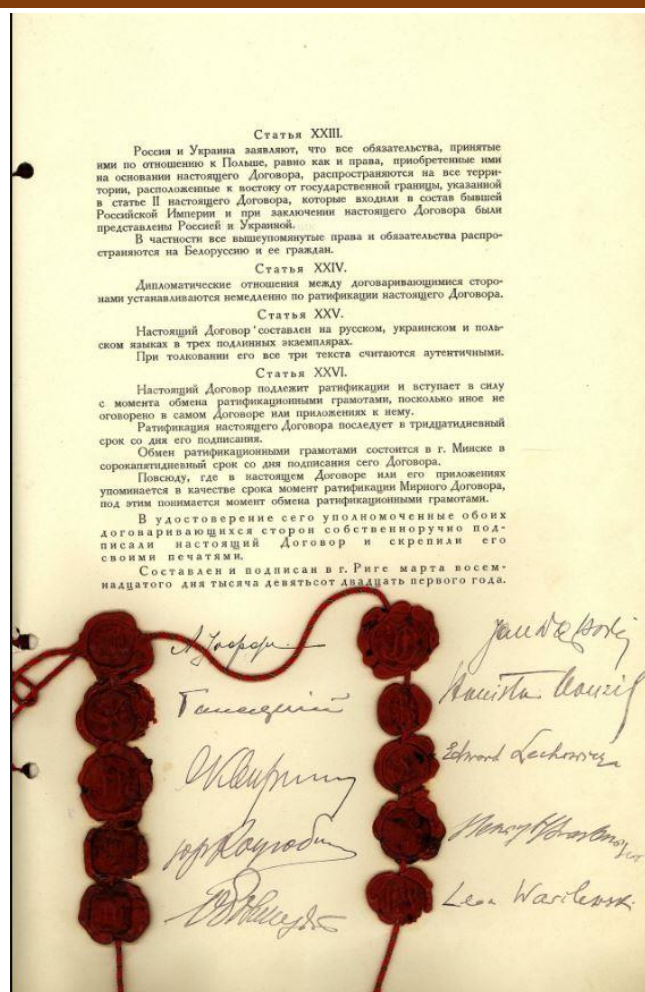 Статья XXIII.
Россия и Украина заявляют, что все обязательства, принятые
ими по отношению к Польше, равно как и права, приобретенные ими
на основании настоящего Договора, распространяются на все терри-
тории, расположенные к востоку от государственной границы, указанной
в статье II настоящего Договора, которые входили в состав бывшей
Российской Империи и при заключении настоящего Договора были
представлены Россией и Украиной.
В частности все вышеупомянутые права и обязательства распро-
страняются на Белоруссию и ее граждан.
Статья XXIV.
Дипломатические отношения между договаривающимися сторо-
нами устанавливаются немедленно по ратификации настоящего Договора.
Статья XXV.
Настоящий Договор составлен на русском, украинском и поль-
ском языках в трех подлинных экземплярах.
При толковании его все три текста считаются аутентичными.
Статья XXVI.
Настоящий Договор подлежит ратификации и вступает в силу
с момента обмена ратификационными грамотами, поскольку иное не
оговорено в самом Договоре или приложениях к нему.
Ратификация настоящего Договора последует в тридцатидневный
срок со дня его подписания.
Обмен ратификационными грамотами состоится в г. Минске в
сорокапятидневный срок со дня подписания сего Договора.
Повсюду, где в настоящем Договоре или его приложениях
упоминается в качестве срока момент ратификации Мирного Договора,
под этим понимается момент обмена ратификационными грамотами.
В удостоверение сего уполномоченные обоих
договаривающихся сторон собственноручно под-
писали настоящий Договор и скрепили его
своими печатями.
Составлен и подписан в г. Риге марта восем-
надцатого дня тысяча девятьсот двадцать первого года.
А. Иоффе
Ганецкий
Edward Lechowicz
Leon Wasilewski